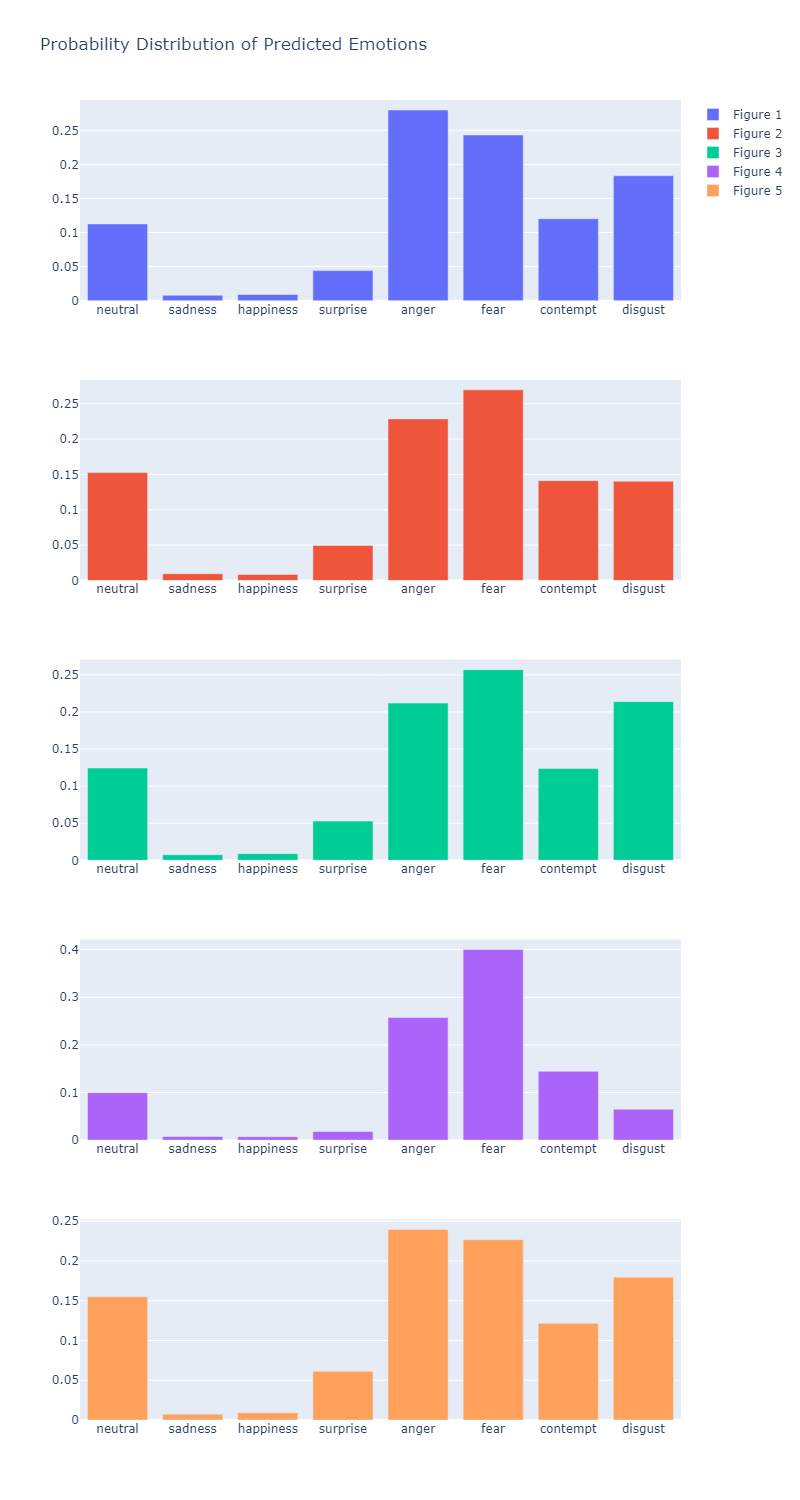 Probability Distribution of Predicted Emotions
Figure 1
Figure 2
Figure 3
Figure 4
Figure 5
0.25
0.2
0.15
0.1
0.05
0
neutral sadness happiness surprise anger fear contempt disgust
0.25
0.2
0.15
0.1
0.05
0
neutral sadness happiness surprise anger fear contempt disgust
0.25
0.2
0.15
0.1
0.05
0
neutral sadness happiness surprise anger fear contempt disgust
0.4
0.3
0.2
0.1
0
neutral sadness happiness surprise anger fear contempt disgust
0.25
0.2
0.15
0.1
0.05
0
neutral sadness happiness surprise anger fear contempt disgust